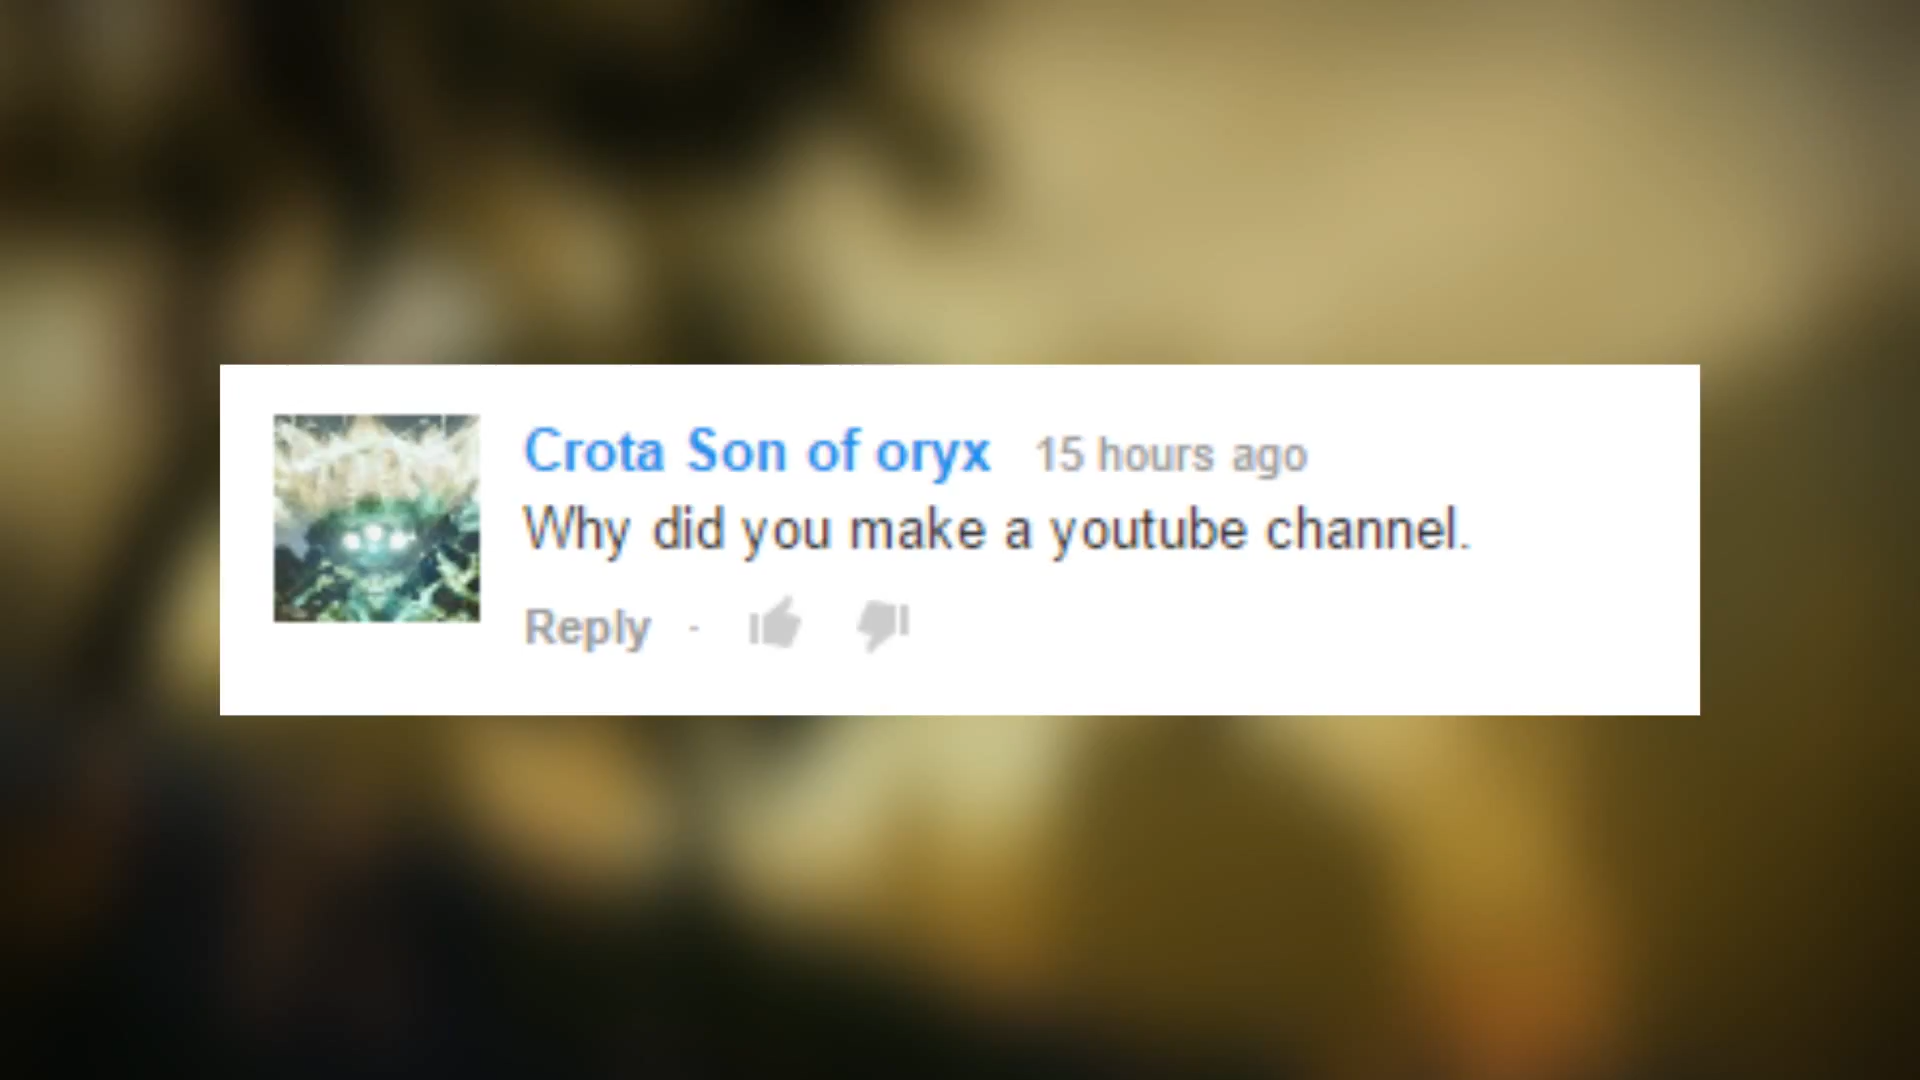 Crota Son of oryx 15 hours ago
Why did you make a youtube channel.
Reply ·